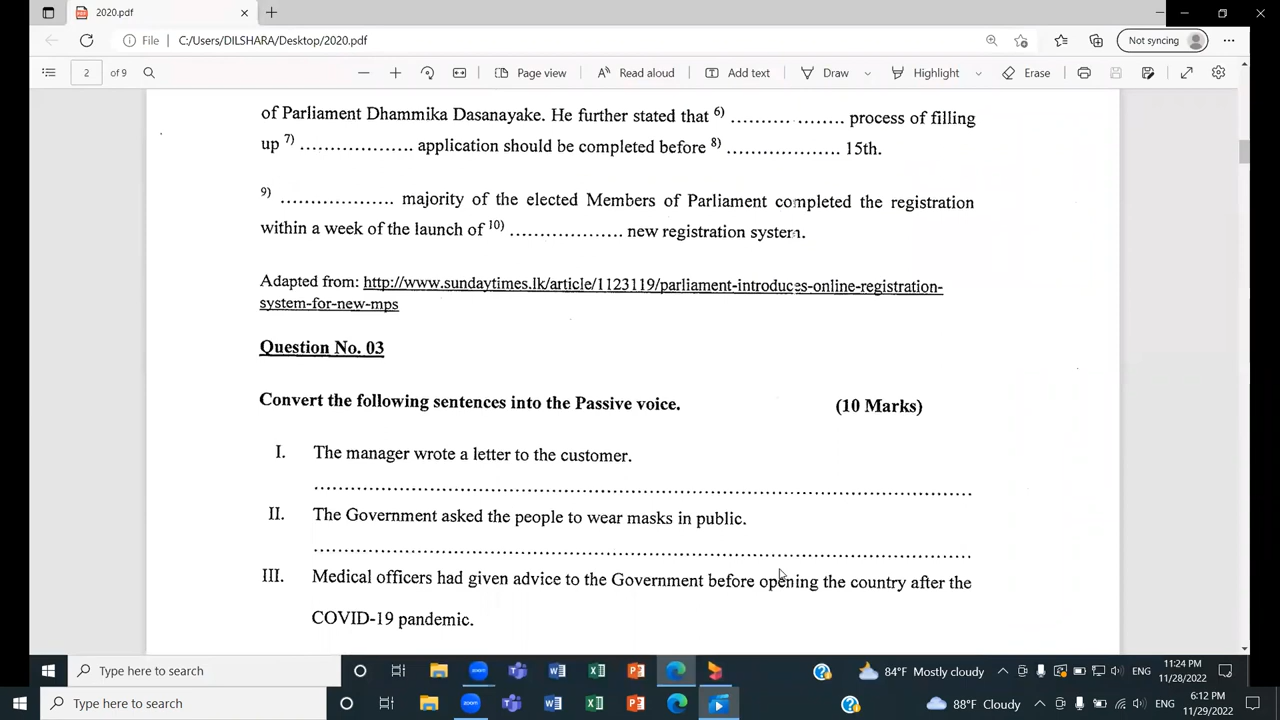 2020.pdf
File C:/Users/DILSHARA/Desktop/2020.pdf Not syncing
2 of 9 Page view Read aloud Add text Draw Highlight Erase
of Parliament Dhammika Dasanayake. He further stated that 6) .................... process of filling
up 7) .................... application should be completed before 8) .................... 15th.
9) .................... majority of the elected Members of Parliament completed the registration
within a week of the launch of 10) .................... new registration system.
Adapted from: http://www.sundaytimes.lk/article/1123119/parliament-introduces-online-registration-
system-for-new-mps
Question No. 03
Convert the following sentences into the Passive voice. (10 Marks)
I. The manager wrote a letter to the customer.
II. The Government asked the people to wear masks in public.
III. Medical officers had given advice to the Government before opening the country after the
COVID-19 pandemic.
Type here to search 84°F Mostly cloudy ENG 11:24 PM
11/28/2022
Type here to search 88°F Cloudy ENG 6:12 PM
11/29/2022